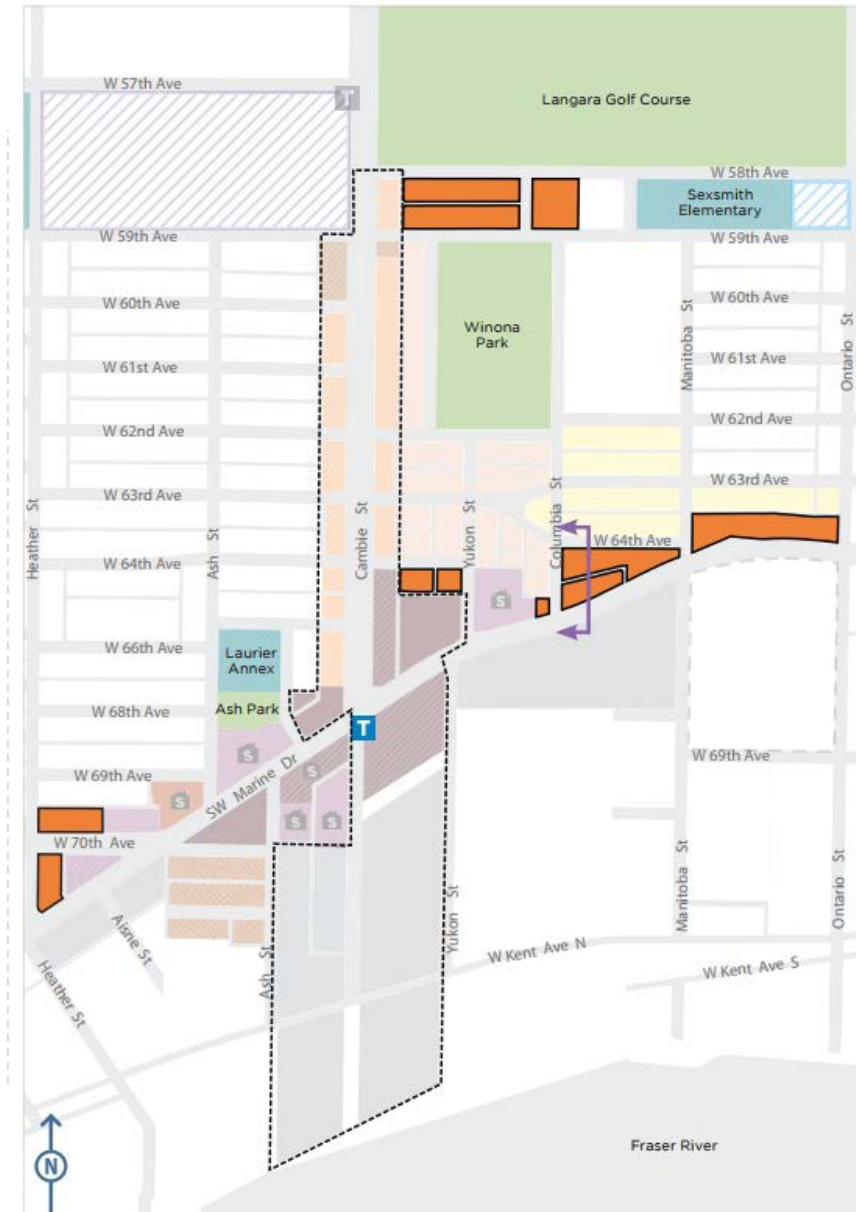 W 57th Ave
T
Langara Golf Course
W 58th Ave
Sexsmith
Elementary
W 59th Ave
W 59th Ave
W 60th Ave
W 60th Ave
Winona
Park
Manitoba St
Ontario St
W 61st Ave
W 61st Ave
W 62nd Ave
W 62nd Ave
W 63rd Ave
W 63rd Ave
Heather St
Ash St
Cambie St
Yukon St
Columbia St
W 64th Ave
W 64th Ave
S
W 66th Ave
Laurier
Annex
Ash Park
W 68th Ave
T
S
S
W 69th Ave
W 69th Ave
SW Marine Dr
S
S
S
W 70th Ave
Aisne St
Heather St
Ash St
Yukon St
Manitoba St
Ontario St
W Kent Ave N
W Kent Ave S
Fraser River
N